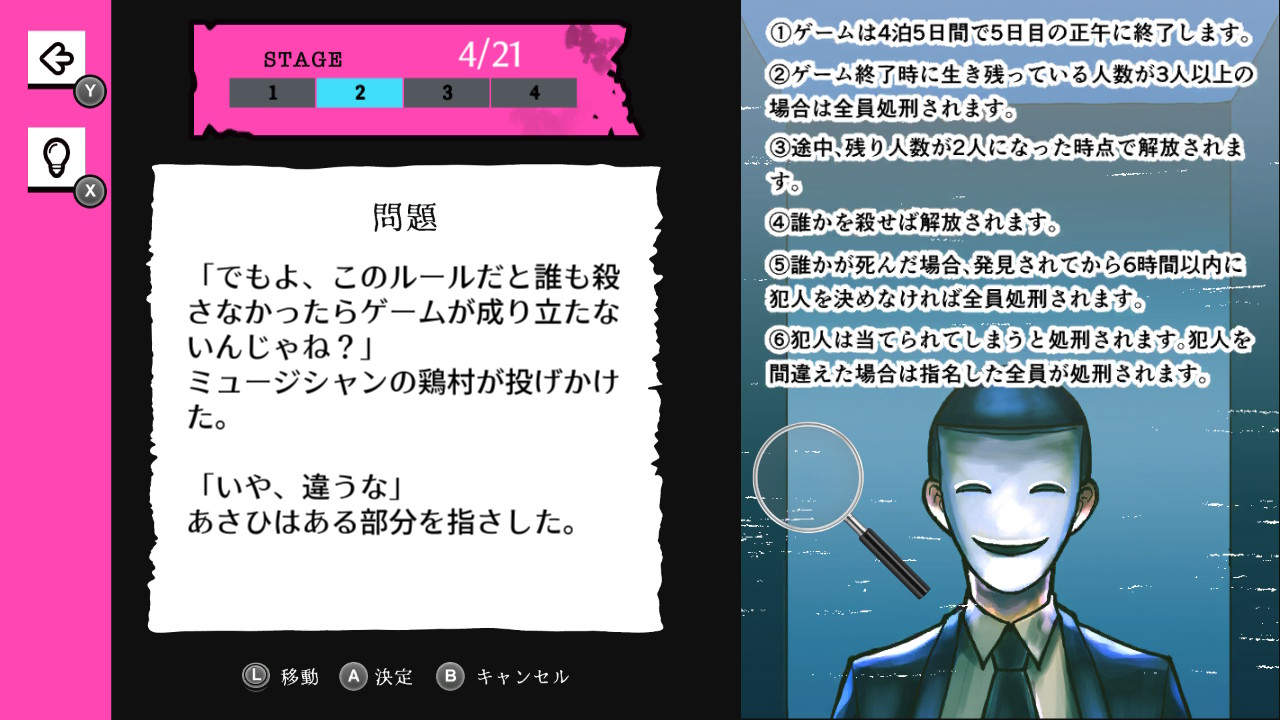 Y
X
STAGE
4/21
1 2 3 4
問題
「でもよ、このルールだと誰も殺
さなかったらゲームが成り立たな
いんじゃね？」
ミュージシャンの鶏村が投げかけ
た。
「いや、違うな」
あさひはある部分を指さした。
L 移動 A 決定 B キャンセル
①ゲームは4泊5日間で5日目の正午に終了します。
②ゲーム終了時に生き残っている人数が3人以上の
場合は全員処刑されます。
③途中、残り人数が2人になった時点で解放されま
す。
④誰かを殺せば解放されます。
⑤誰かが死んだ場合、発見されてから6時間以内に
犯人を決めなければ全員処刑されます。
⑥犯人は当てられてしまうと処刑されます。犯人を
間違えた場合は指名した全員が処刑されます。